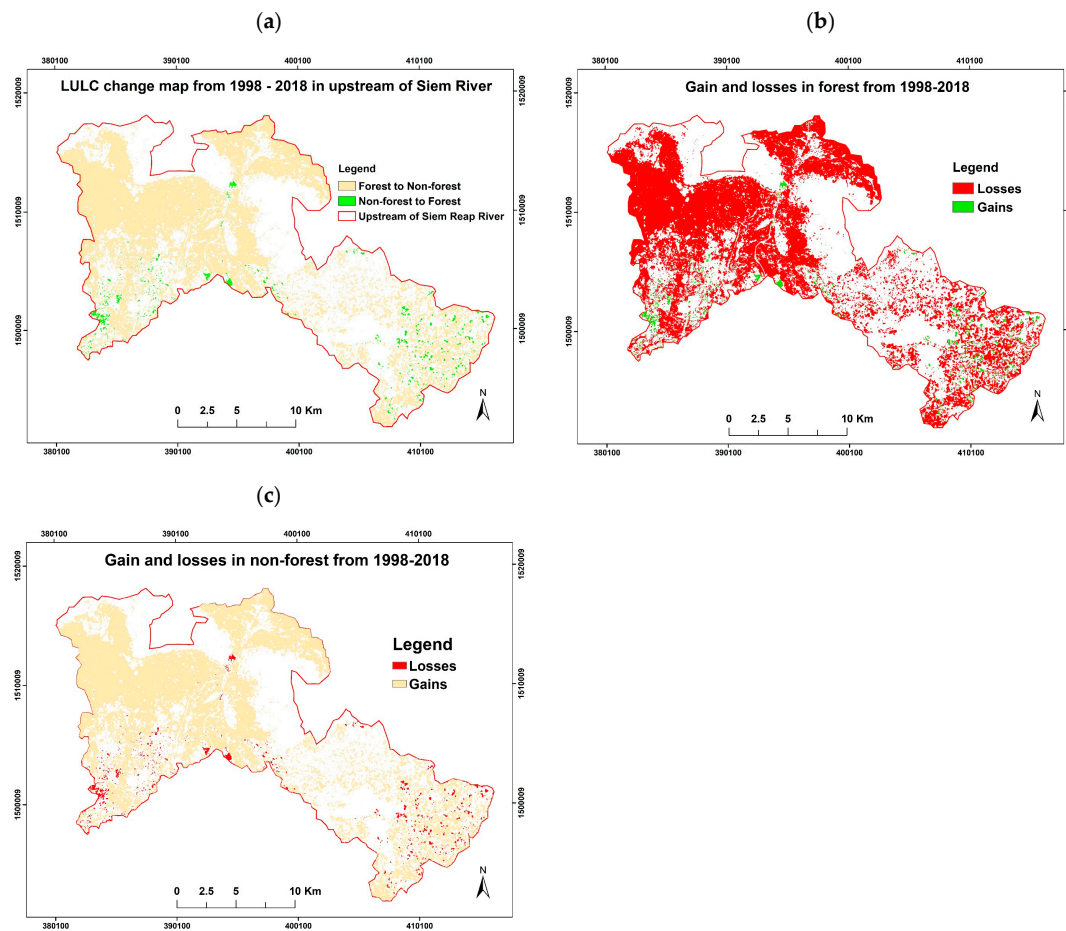 (a)
380100 390100 400100 410100
LULC change map from 1998 - 2018 in upstream of Siem River
1520009 1520009
Legend
Forest to Non-forest
Non-forest to Forest
Upstream of Siem Reap River
1510009 1510009
1500009 1500009
N
0 2.5 5 10 Km
380100 390100 400100 410100
(b)
380100 390100 400100 410100
Gain and losses in forest from 1998-2018
1520009 1520009
Legend
Losses
Gains
1510009 1510009
1500009 1500009
N
0 2.5 5 10 Km
380100 390100 400100 410100
(c)
380100 390100 400100 410100
Gain and losses in non-forest from 1998-2018
1520009 1520009
Legend
Losses
Gains
1510009 1510009
1500009 1500009
N
0 2.5 5 10 Km
380100 390100 400100 410100